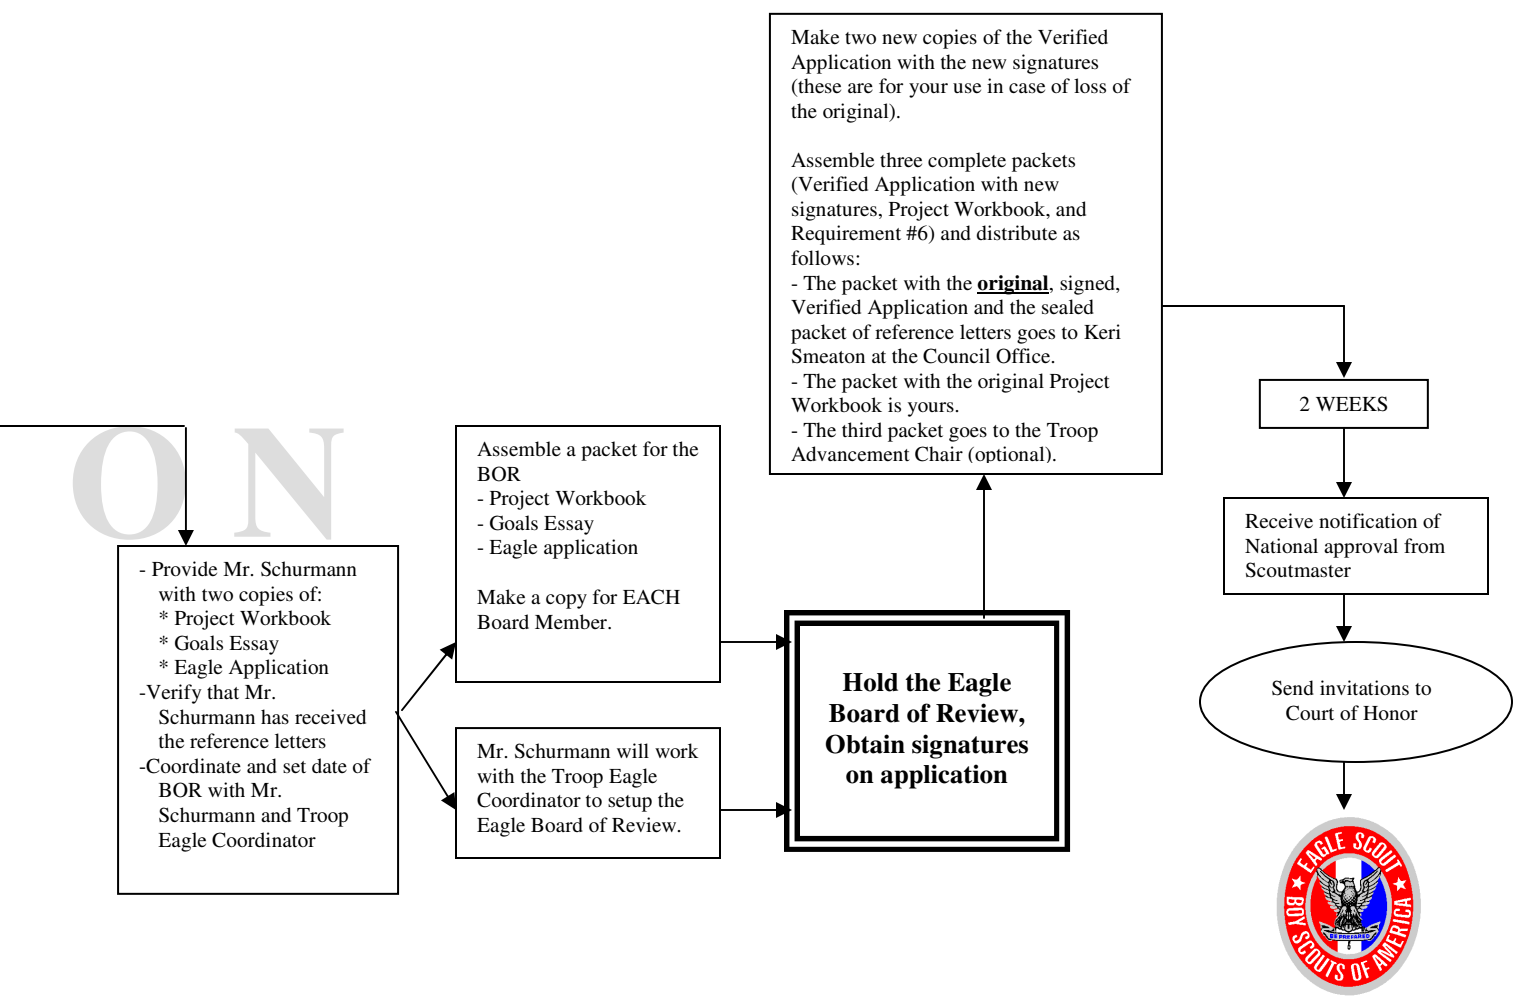 O N
- Provide Mr. Schurmann
with two copies of:
* Project Workbook
* Goals Essay
* Eagle Application
-Verify that Mr.
Schurmann has received
the reference letters
-Coordinate and set date of
BOR with Mr.
Schurmann and Troop
Eagle Coordinator
Assemble a packet for the
BOR
- Project Workbook
- Goals Essay
- Eagle application
Make a copy for EACH
Board Member.
Mr. Schurmann will work
with the Troop Eagle
Coordinator to setup the
Eagle Board of Review.
Hold the Eagle
Board of Review,
Obtain signatures
on application
Make two new copies of the Verified
Application with the new signatures
(these are for your use in case of loss of
the original).
Assemble three complete packets
(Verified Application with new
signatures, Project Workbook, and
Requirement #6) and distribute as
follows:
- The packet with the original, signed,
Verified Application and the sealed
packet of reference letters goes to Keri
Smeaton at the Council Office.
- The packet with the original Project
Workbook is yours.
- The third packet goes to the Troop
Advancement Chair (optional).
2 WEEKS
Receive notification of
National approval from
Scoutmaster
Send invitations to
Court of Honor
EAGLE SCOUT
BE PREPARED
BOY SCOUTS OF AMERICA